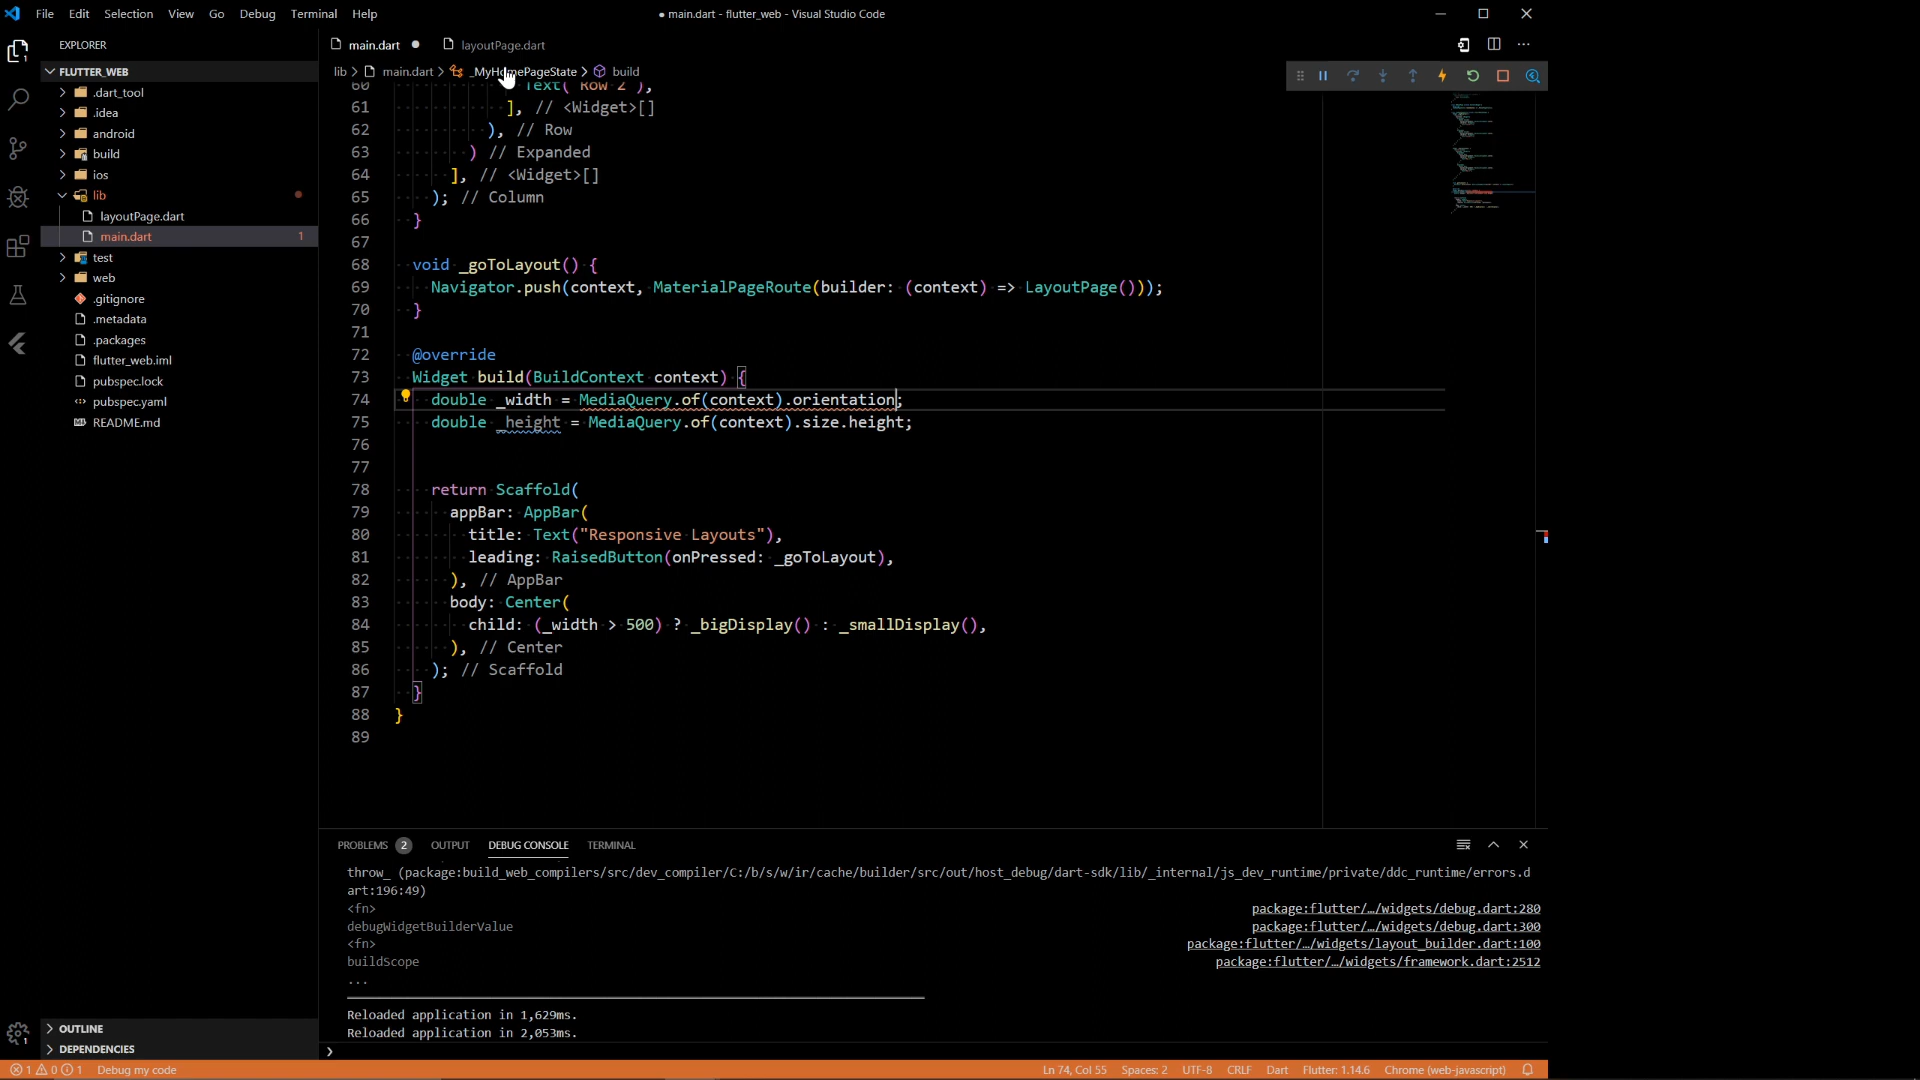 File Edit Selection View Go Debug Terminal Help
● main.dart - flutter_web - Visual Studio Code
EXPLORER
FLUTTER_WEB
.dart_tool
.idea
android
build
ios
lib
layoutPage.dart
main.dart 1
test
web
.gitignore
.metadata
.packages
flutter_web.iml
pubspec.lock
pubspec.yaml
README.md
OUTLINE
DEPENDENCIES
main.dart ●
layoutPage.dart
lib > main.dart > _MyHomePageState > build
60 Text("Row 2"),
61 ], // <Widget>[]
62 ), // Row
63 ) // Expanded
64 ], // <Widget>[]
65 ); // Column
66 }
67
68 void _goToLayout() {
69 Navigator.push(context, MaterialPageRoute(builder: (context) => LayoutPage()));
70 }
71
72 @override
73 Widget build(BuildContext context) {
74 double _width = MediaQuery.of(context).orientation;
75 double _height = MediaQuery.of(context).size.height;
76
77
78 return Scaffold(
79 appBar: AppBar(
80 title: Text("Responsive Layouts"),
81 leading: RaisedButton(onPressed: _goToLayout),
82 ), // AppBar
83 body: Center(
84 child: (_width > 500) ? _bigDisplay() : _smallDisplay(),
85 ), // Center
86 ); // Scaffold
87 }
88 }
89
PROBLEMS 2 OUTPUT DEBUG CONSOLE TERMINAL
throw_ (package:build_web_compilers/src/dev_compiler/C:/b/s/w/ir/cache/builder/src/out/host_debug/dart-sdk/lib/_internal/js_dev_runtime/private/ddc_runtime/errors.d
art:196:49)
<fn> package:flutter/…/widgets/debug.dart:280
debugWidgetBuilderValue package:flutter/…/widgets/debug.dart:300
<fn> package:flutter/…/widgets/layout_builder.dart:100
buildScope package:flutter/…/widgets/framework.dart:2512
...
Reloaded application in 1,629ms.
Reloaded application in 2,053ms.
1 0 1 Debug my code
Ln 74, Col 55 Spaces: 2 UTF-8 CRLF Dart Flutter: 1.14.6 Chrome (web-javascript)